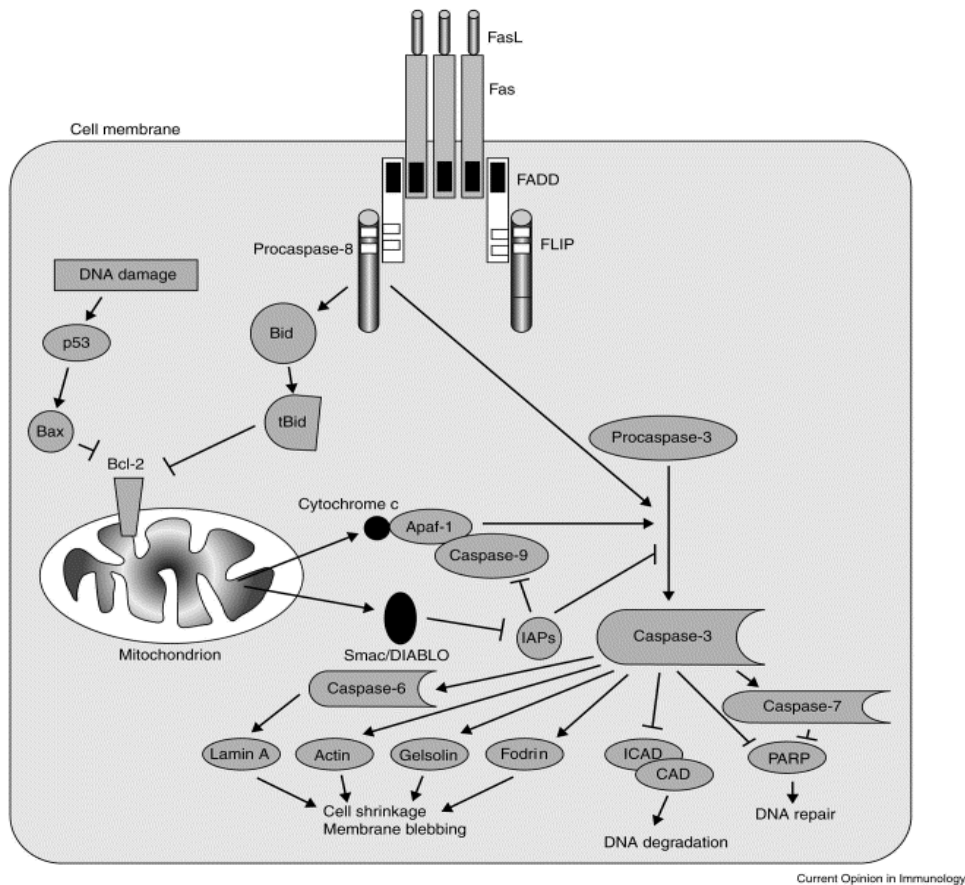 FasL
Fas
Cell membrane
FADD
Procaspase-8
FLIP
DNA damage
p53
Bid
Bax
tBid
Procaspase-3
Bcl-2
Cytochrome c
Apaf-1
Caspase-9
IAPs
Caspase-3
Mitochondrion
Smac/DIABLO
Caspase-6
Caspase-7
Lamin A
Actin
Gelsolin
Fodrin
ICAD
CAD
PARP
Cell shrinkage
Membrane blebbing
DNA repair
DNA degradation
Current Opinion in Immunology